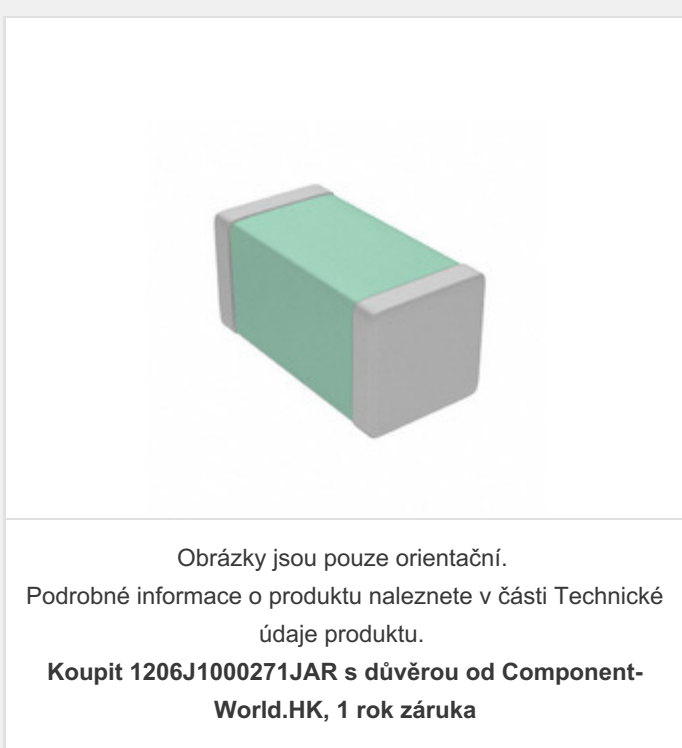 Obrázky jsou pouze orientační.
Podrobné informace o produktu naleznete v části Technické
údaje produktu.
Koupit 1206J1000271JAR s důvěrou od Component-
World.HK, 1 rok záruka